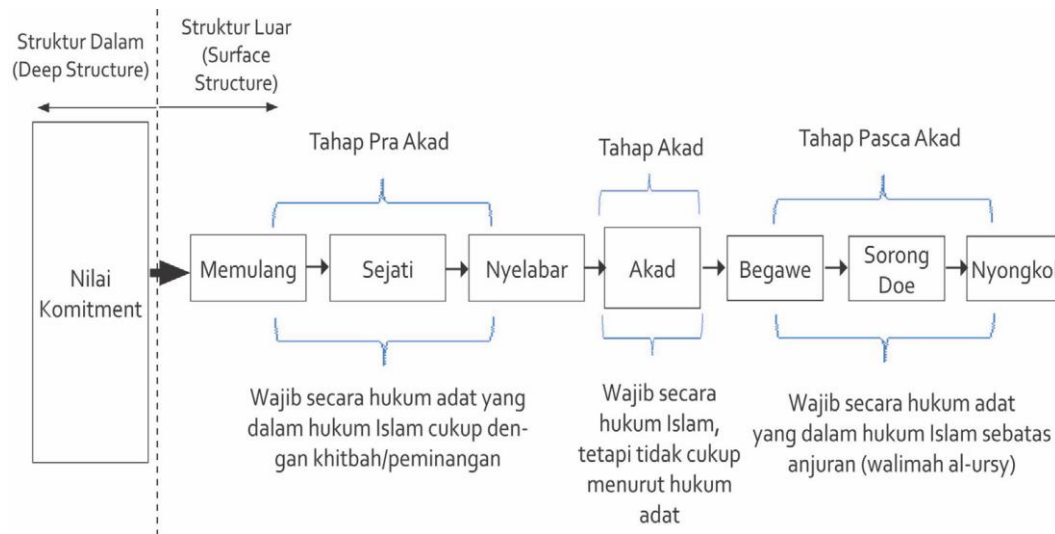 Struktur Dalam
(Deep Structure)
Struktur Luar
(Surface
Structure)
Tahap Pra Akad
Tahap Akad
Tahap Pasca Akad
Nilai
Komitment
Memulang
Sejati
Nyelabar
Akad
Begawe
Sorong
Doe
Nyongkol
Wajib secara hukum adat yang
dalam hukum Islam cukup den-
gan khitbah/peminangan
Wajib secara
hukum Islam,
tetapi tidak cukup
menurut hukum
adat
Wajib secara hukum adat
yang dalam hukum Islam sebatas
anjuran (walimah al-ursy)